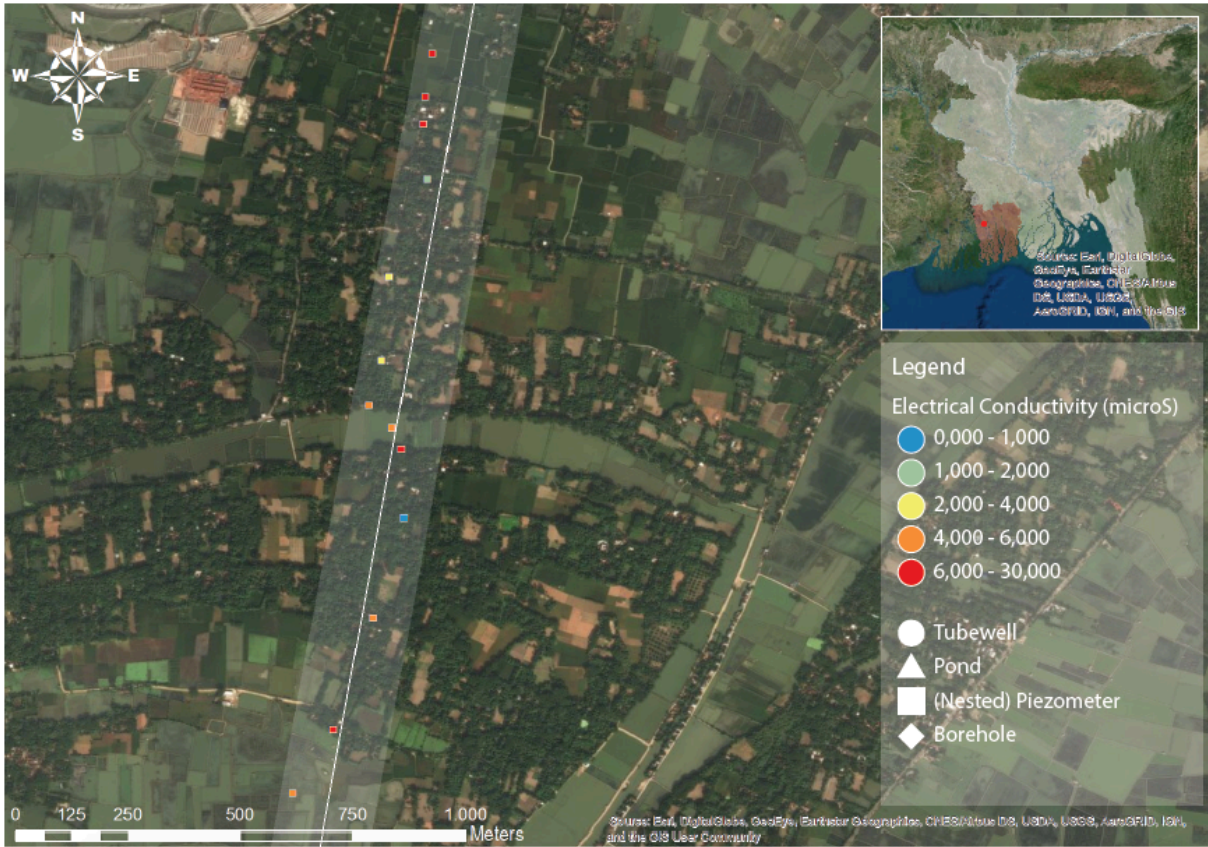 N
W E
S
Source: Esri, DigitalGlobe,
GeoEye, Earthstar
Geographics, CNES/Airbus
DS, USDA, USGS,
AeroGRID, IGN, and the GIS
Legend
Electrical Conductivity (microS)
0,000 - 1,000
1,000 - 2,000
2,000 - 4,000
4,000 - 6,000
6,000 - 30,000
Tubewell
Pond
(Nested) Piezometer
Borehole
0 125 250 500 750 1.000
Meters
Source: Esri, DigitalGlobe, GeoEye, Earthstar Geographics, CNES/Airbus DS, USDA, USGS, AeroGRID, IGN,
and the GIS User Community